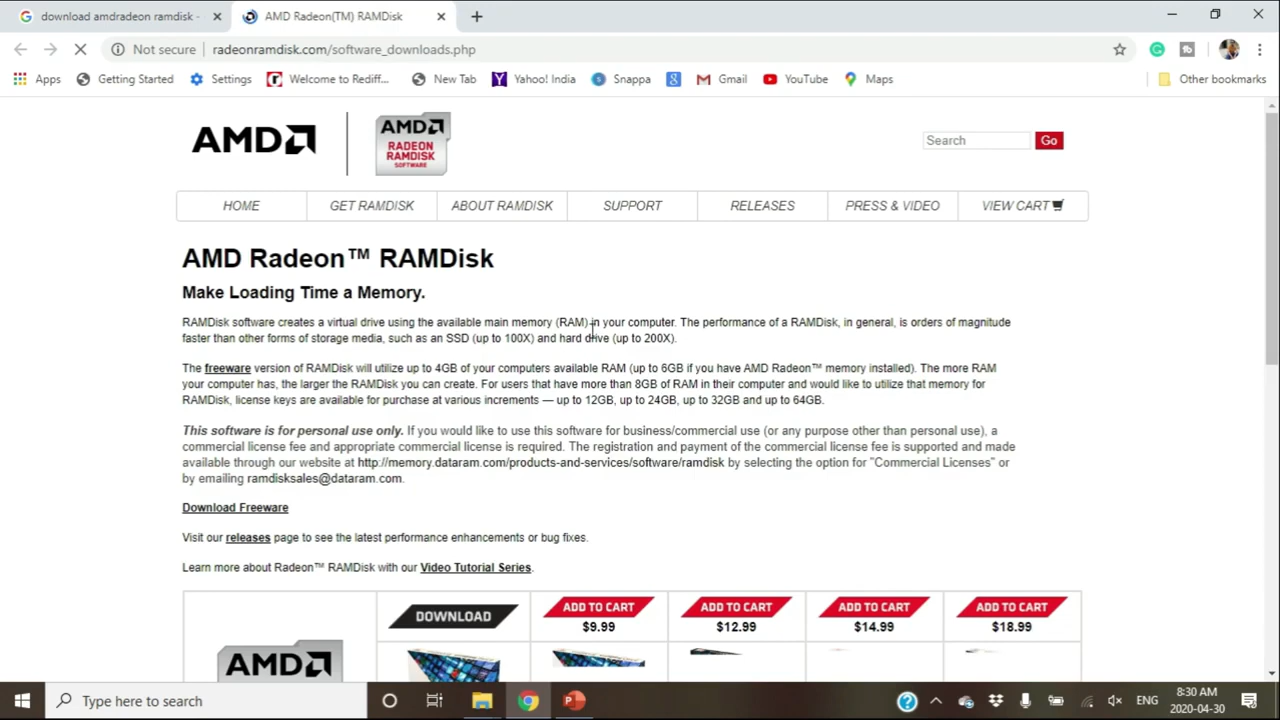 download amdradeon ramdisk -
AMD Radeon(TM) RAMDisk
Not secure
radeonramdisk.com/software_downloads.php
Apps
Getting Started
Settings
Welcome to Rediff...
New Tab
Yahoo! India
Snappa
Gmail
YouTube
Maps
Other bookmarks
AMD
AMD
RADEON
RAMDISK
SOFTWARE
Search
Go
HOME
GET RAMDISK
ABOUT RAMDISK
SUPPORT
RELEASES
PRESS & VIDEO
VIEW CART
AMD Radeon™ RAMDisk
Make Loading Time a Memory.
RAMDisk software creates a virtual drive using the available main memory (RAM) in your computer. The performance of a RAMDisk, in general, is orders of magnitude
faster than other forms of storage media, such as an SSD (up to 100X) and hard drive (up to 200X).
The freeware version of RAMDisk will utilize up to 4GB of your computers available RAM (up to 6GB if you have AMD Radeon™ memory installed). The more RAM
your computer has, the larger the RAMDisk you can create. For users that have more than 8GB of RAM in their computer and would like to utilize that memory for
RAMDisk, license keys are available for purchase at various increments — up to 12GB, up to 24GB, up to 32GB and up to 64GB.
This software is for personal use only. If you would like to use this software for business/commercial use (or any purpose other than personal use), a
commercial license fee and appropriate commercial license is required. The registration and payment of the commercial license fee is supported and made
available through our website at http://memory.dataram.com/products-and-services/software/ramdisk by selecting the option for "Commercial Licenses" or
by emailing ramdisksales@dataram.com.
Download Freeware
Visit our releases page to see the latest performance enhancements or bug fixes.
Learn more about Radeon™ RAMDisk with our Video Tutorial Series.
DOWNLOAD
ADD TO CART
$9.99
ADD TO CART
$12.99
ADD TO CART
$14.99
ADD TO CART
$18.99
AMD
Type here to search
ENG
8:30 AM
2020-04-30